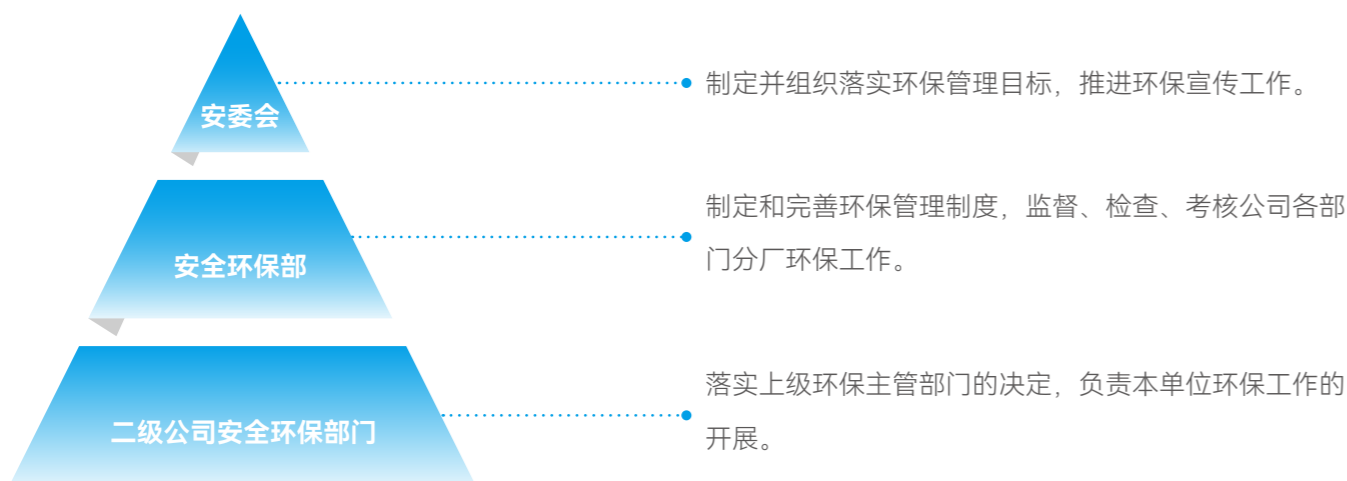 安委会
制定并组织落实环保管理目标，推进环保宣传工作。
安全环保部
制定和完善环保管理制度，监督、检查、考核公司各部
门分厂环保工作。
二级公司安全环保部门
落实上级环保主管部门的决定，负责本单位环保工作的
开展。